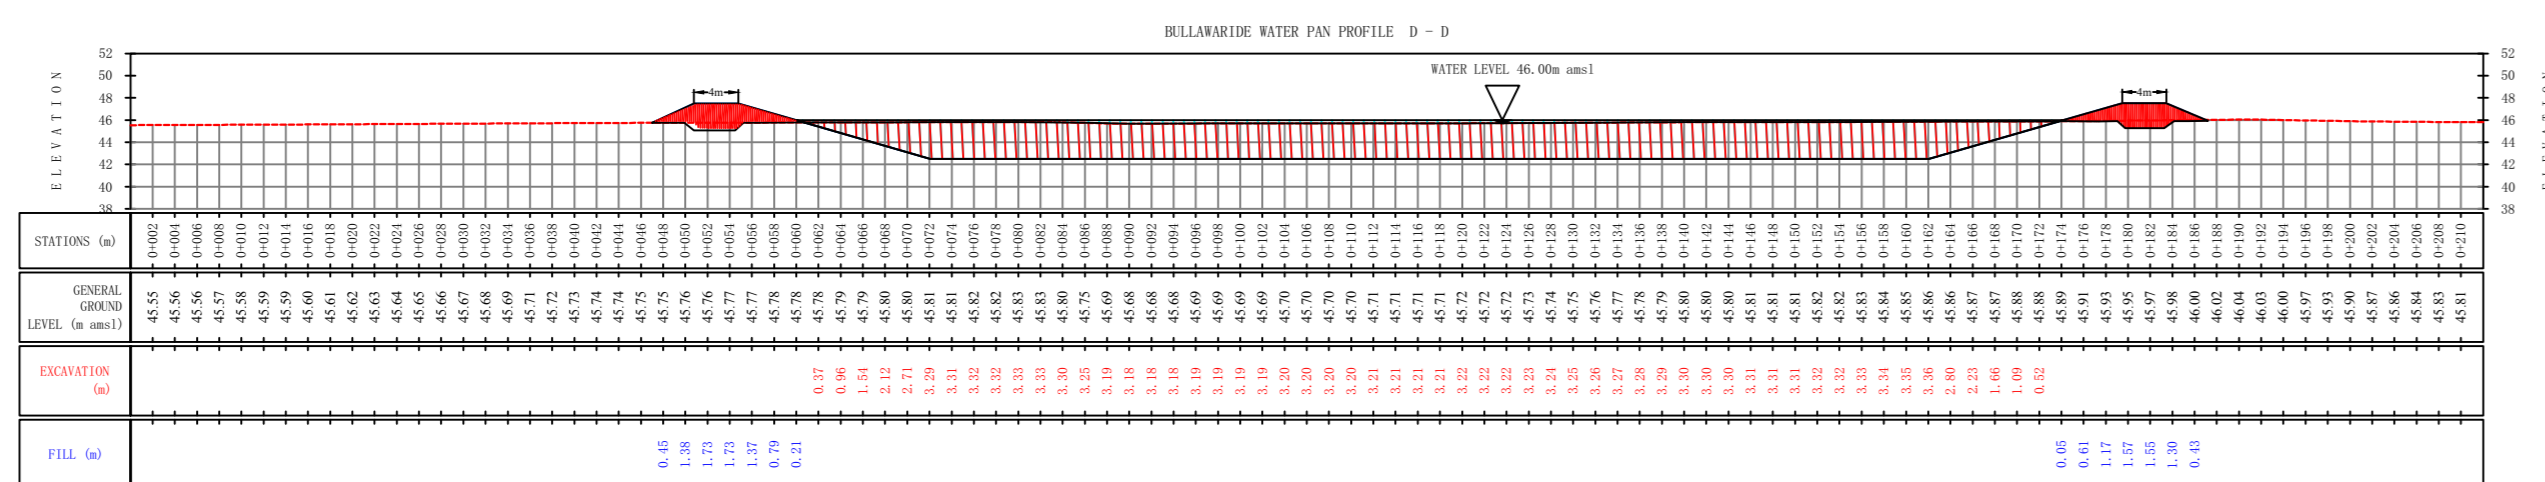 BULLAWARIDE WATER PAN PROFILE D - D
WATER LEVEL 46.00m amsl
ELEVATION
52
50
48
46
44
42
40
38
4m
4m
52
50
48
46
44
42
40
38
STATIONS (m)
0+002 0+004 0+006 0+008 0+010 0+012 0+014 0+016 0+018 0+020 0+022 0+024 0+026 0+028 0+030 0+032 0+034 0+036 0+038 0+040 0+042 0+044 0+046 0+048 0+050 0+052 0+054 0+056 0+058 0+060 0+062 0+064 0+066 0+068 0+070 0+072 0+074 0+076 0+078 0+080 0+082 0+084 0+086 0+088 0+090 0+092 0+094 0+096 0+098 0+100 0+102 0+104 0+106 0+108 0+110 0+112 0+114 0+116 0+118 0+120 0+122 0+124 0+126 0+128 0+130 0+132 0+134 0+136 0+138 0+140 0+142 0+144 0+146 0+148 0+150 0+152 0+154 0+156 0+158 0+160 0+162 0+164 0+166 0+168 0+170 0+172 0+174 0+176 0+178 0+180 0+182 0+184 0+186 0+188 0+190 0+192 0+194 0+196 0+198 0+200 0+202 0+204 0+206 0+208 0+210
GENERAL
GROUND
LEVEL (m amsl)
45.55 45.56 45.56 45.57 45.58 45.59 45.59 45.60 45.61 45.62 45.63 45.64 45.65 45.66 45.67 45.68 45.69 45.71 45.72 45.73 45.74 45.74 45.75 45.75 45.76 45.76 45.77 45.77 45.78 45.78 45.78 45.79 45.79 45.80 45.80 45.81 45.81 45.82 45.82 45.83 45.83 45.80 45.75 45.69 45.68 45.68 45.68 45.69 45.69 45.69 45.69 45.70 45.70 45.70 45.70 45.71 45.71 45.71 45.71 45.72 45.72 45.72 45.73 45.74 45.75 45.76 45.77 45.78 45.79 45.80 45.80 45.80 45.81 45.81 45.81 45.82 45.82 45.83 45.84 45.85 45.86 45.86 45.87 45.87 45.88 45.88 45.89 45.91 45.93 45.95 45.97 45.98 46.00 46.02 46.04 46.03 46.00 45.97 45.93 45.90 45.87 45.86 45.84 45.83 45.81
EXCAVATION
(m)
0.37 0.96 1.54 2.12 2.71 3.29 3.31 3.32 3.32 3.33 3.33 3.30 3.25 3.19 3.18 3.18 3.18 3.19 3.19 3.19 3.19 3.20 3.20 3.20 3.20 3.21 3.21 3.21 3.21 3.22 3.22 3.22 3.23 3.24 3.25 3.26 3.27 3.28 3.29 3.30 3.30 3.30 3.31 3.31 3.31 3.32 3.32 3.33 3.34 3.35 3.36 2.80 2.23 1.66 1.09 0.52
FILL (m)
0.45 1.38 1.73 1.73 1.37 0.79 0.21 0.05 0.61 1.17 1.57 1.55 1.30 0.43